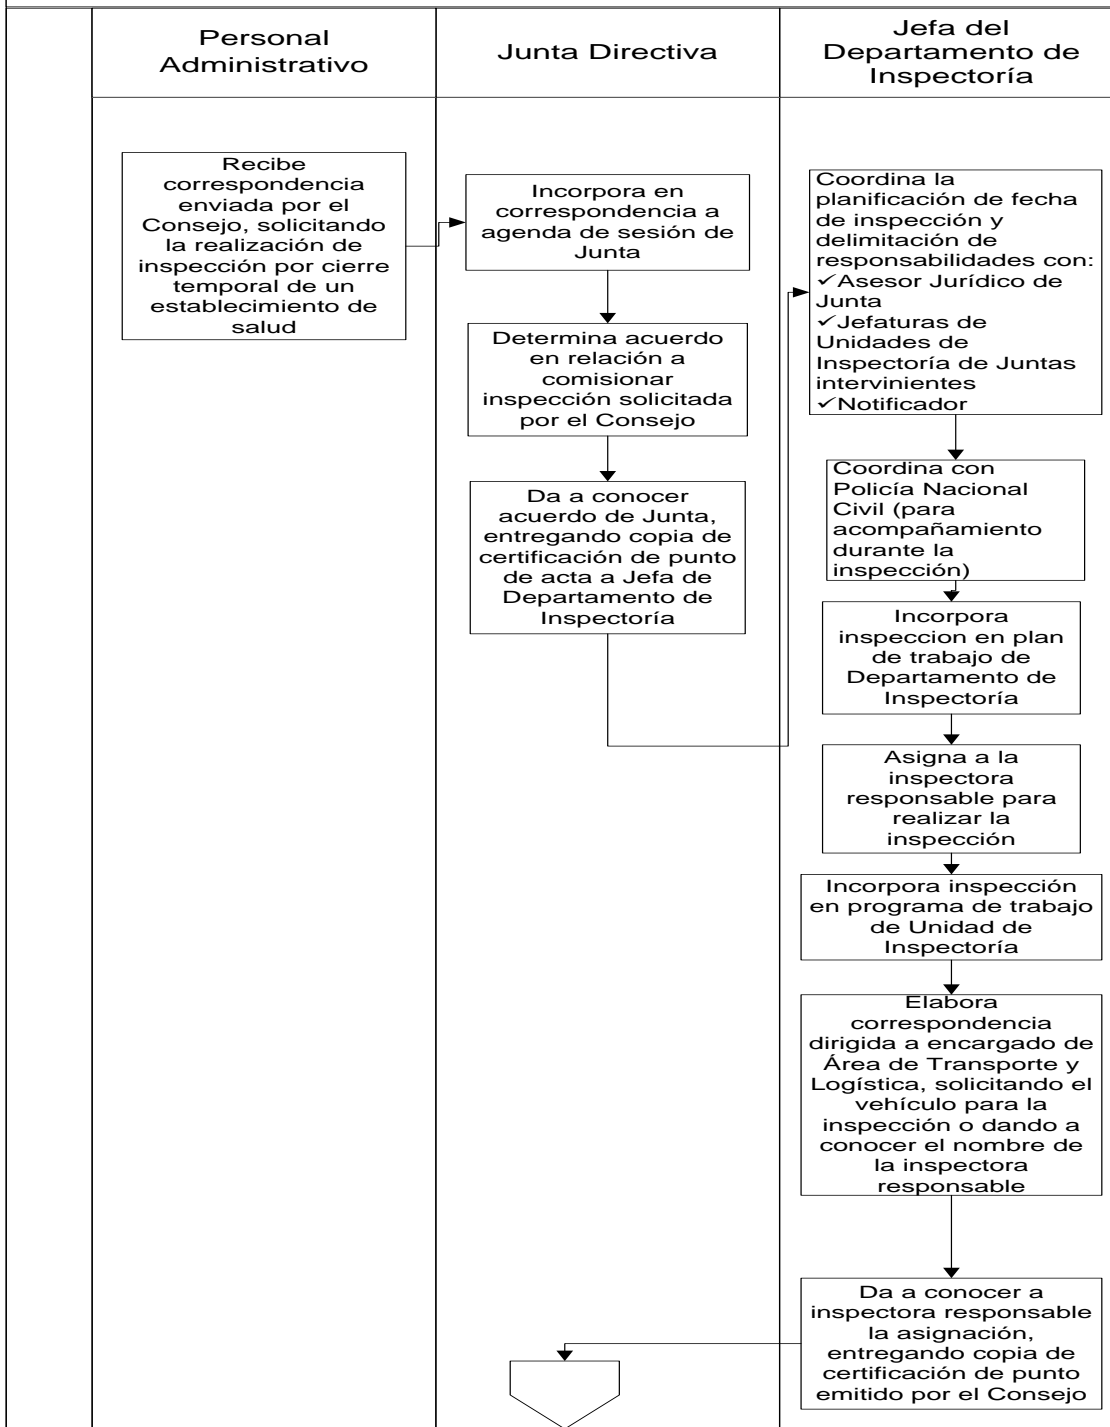 Personal
Administrativo
Junta Directiva
Jefa del
Departamento de
Inspectoría
Recibe
correspondencia
enviada por el
Consejo, solicitando
la realización de
inspección por cierre
temporal de un
establecimiento de
salud
Incorpora en
correspondencia a
agenda de sesión de
Junta
Determina acuerdo
en relación a
comisionar
inspección solicitada
por el Consejo
Da a conocer
acuerdo de Junta,
entregando copia de
certificación de punto
de acta a Jefa de
Departamento de
Inspectoría
Coordina la
planificación de fecha
de inspección y
delimitación de
responsabilidades con:
✓Asesor Jurídico de
Junta
✓Jefaturas de
Unidades de
Inspectoría de Juntas
intervinientes
✓Notificador
Coordina con
Policía Nacional
Civil (para
acompañamiento
durante la
inspección)
Incorpora
inspeccion en plan
de trabajo de
Departamento de
Inspectoría
Asigna a la
inspectora
responsable para
realizar la
inspección
Incorpora inspección
en programa de trabajo
de Unidad de
Inspectoría
Elabora
correspondencia
dirigida a encargado de
Área de Transporte y
Logística, solicitando el
vehículo para la
inspección o dando a
conocer el nombre de
la inspectora
responsable
Da a conocer a
inspectora responsable
la asignación,
entregando copia de
certificación de punto
emitido por el Consejo